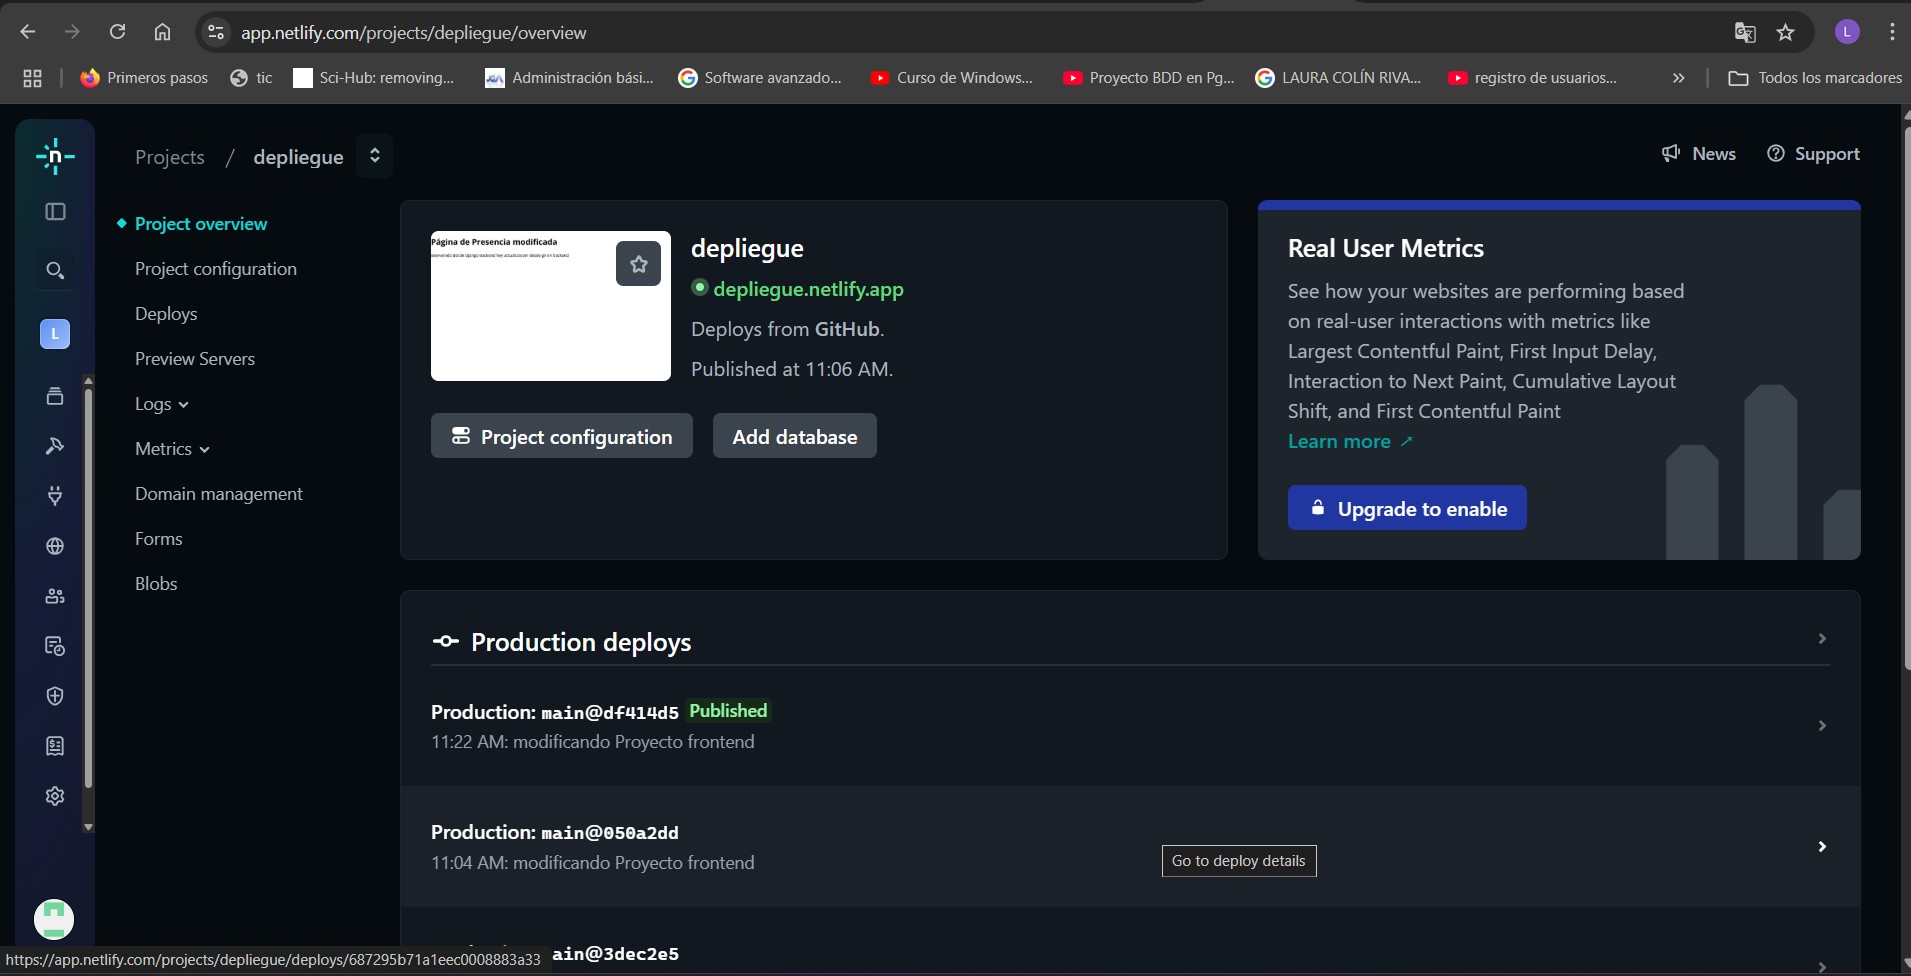 app.netlify.com/projects/depliegue/overview
L
Primeros pasos
tic
Sci-Hub: removing...
Administración bási...
Software avanzado...
Curso de Windows...
Proyecto BDD en Pg...
LAURA COLÍN RIVA...
registro de usuarios...
Todos los marcadores
n
Projects / depliegue
News
Support
Project overview
Project configuration
Deploys
Preview Servers
Logs
Metrics
Domain management
Forms
Blobs
L
Página de Presencia modificada
depliegue
depliegue.netlify.app
Deploys from GitHub.
Published at 11:06 AM.
Project configuration
Add database
Real User Metrics
See how your websites are performing based
on real-user interactions with metrics like
Largest Contentful Paint, First Input Delay,
Interaction to Next Paint, Cumulative Layout
Shift, and First Contentful Paint
Learn more
Upgrade to enable
Production deploys
Production: main@df414d5 Published
11:22 AM: modificando Proyecto frontend
Production: main@050a2dd
11:04 AM: modificando Proyecto frontend
Go to deploy details
ain@3dec2e5
https://app.netlify.com/projects/depliegue/deploys/687295b71a1eec0008883a33